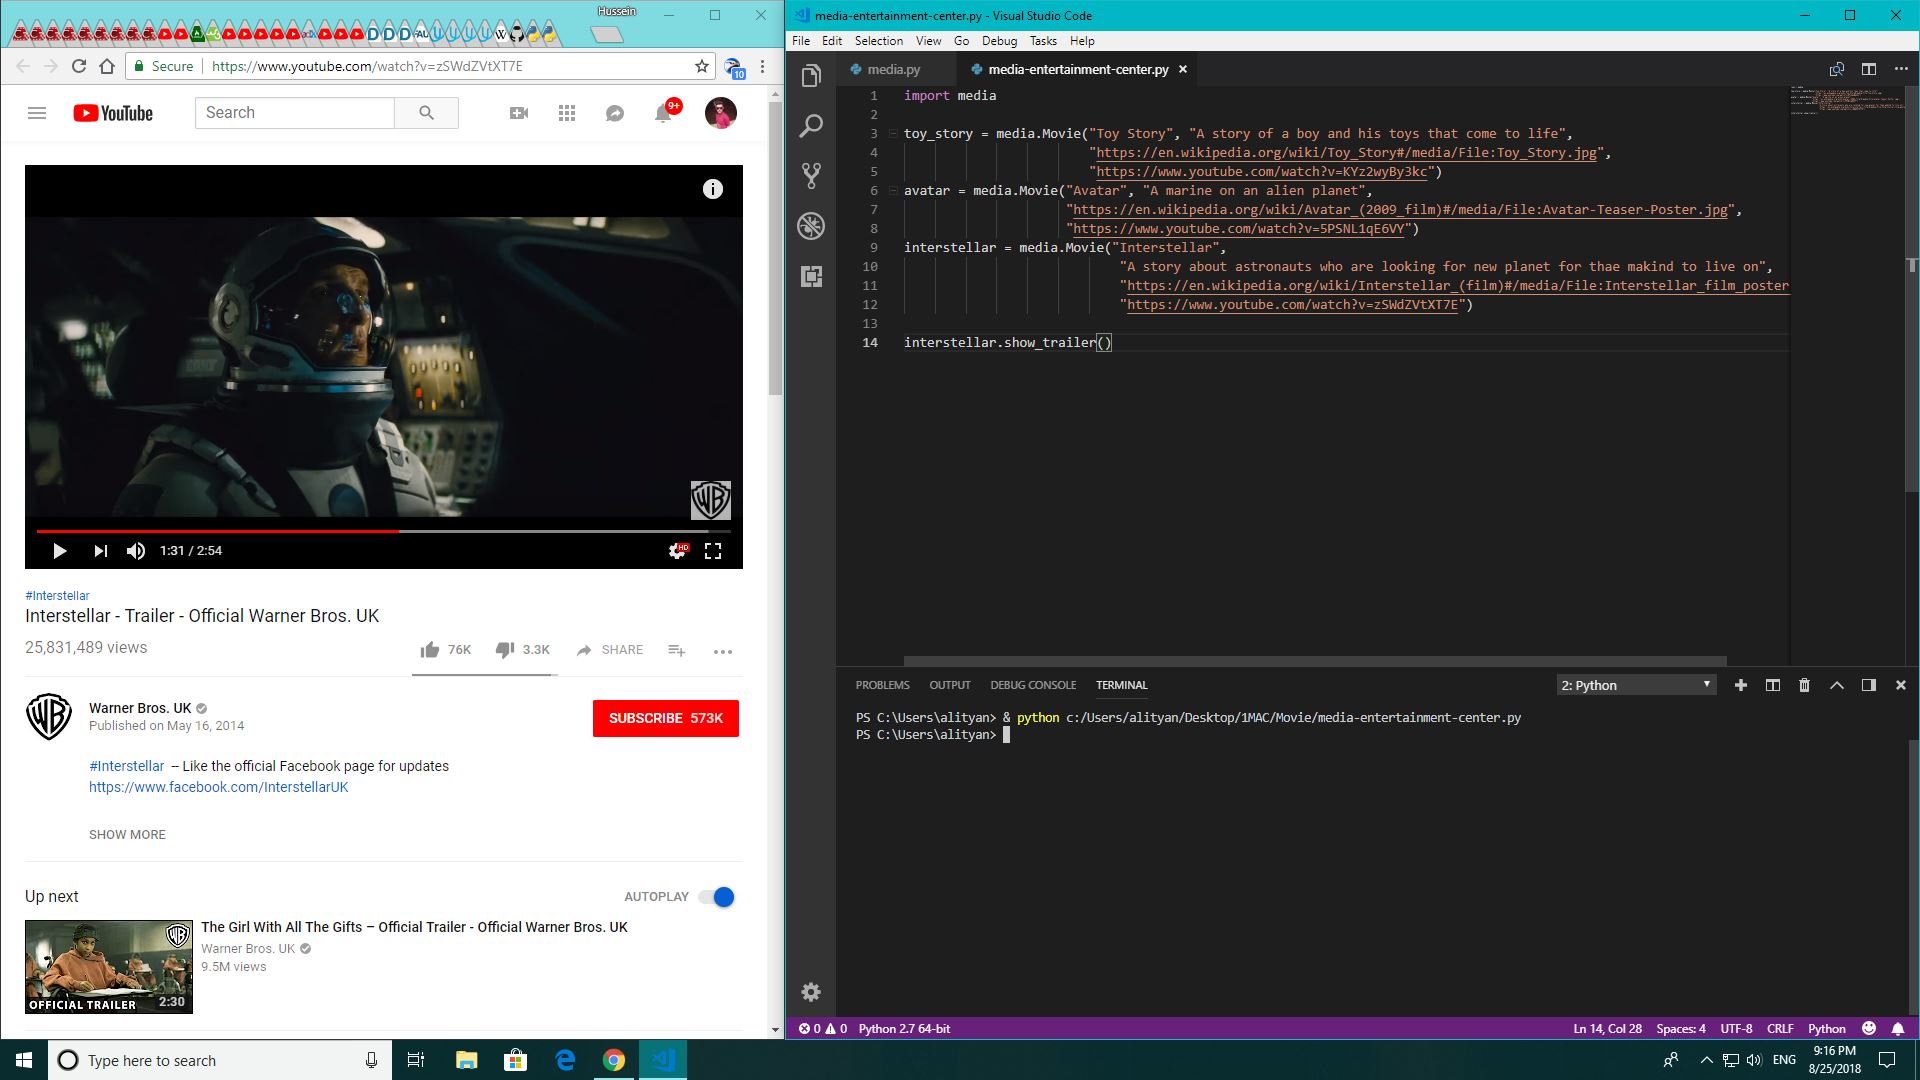 Hussein
Secure
https://www.youtube.com/watch?v=zSWdZVtXT7E
10
YouTube
Search
9+
WB
1:31 / 2:54
HD
#Interstellar
Interstellar - Trailer - Official Warner Bros. UK
25,831,489 views
76K 3.3K SHARE
Warner Bros. UK
Published on May 16, 2014
SUBSCRIBE 573K
#Interstellar -- Like the official Facebook page for updates
https://www.facebook.com/InterstellarUK
SHOW MORE
Up next
AUTOPLAY
OFFICIAL TRAILER 2:30
The Girl With All The Gifts – Official Trailer - Official Warner Bros. UK
Warner Bros. UK
9.5M views
media-entertainment-center.py - Visual Studio Code
File Edit Selection View Go Debug Tasks Help
media.py media-entertainment-center.py
1 import media
2
3 toy_story = media.Movie("Toy Story", "A story of a boy and his toys that come to life",
4 "https://en.wikipedia.org/wiki/Toy_Story#/media/File:Toy_Story.jpg",
5 "https://www.youtube.com/watch?v=KYz2wyBy3kc")
6 avatar = media.Movie("Avatar", "A marine on an alien planet",
7 "https://en.wikipedia.org/wiki/Avatar_(2009_film)#/media/File:Avatar-Teaser-Poster.jpg",
8 "https://www.youtube.com/watch?v=5PSNL1qE6VY")
9 interstellar = media.Movie("Interstellar",
10 "A story about astronauts who are looking for new planet for thae makind to live on",
11 "https://en.wikipedia.org/wiki/Interstellar_(film)#/media/File:Interstellar_film_poster
12 "https://www.youtube.com/watch?v=zSWdZVtXT7E")
13
14 interstellar.show_trailer()
PROBLEMS OUTPUT DEBUG CONSOLE TERMINAL
2: Python
PS C:\Users\alityan> & python c:/Users/alityan/Desktop/1MAC/Movie/media-entertainment-center.py
PS C:\Users\alityan>
0 0 Python 2.7 64-bit
Ln 14, Col 28 Spaces: 4 UTF-8 CRLF Python
Type here to search
ENG
9:16 PM
8/25/2018